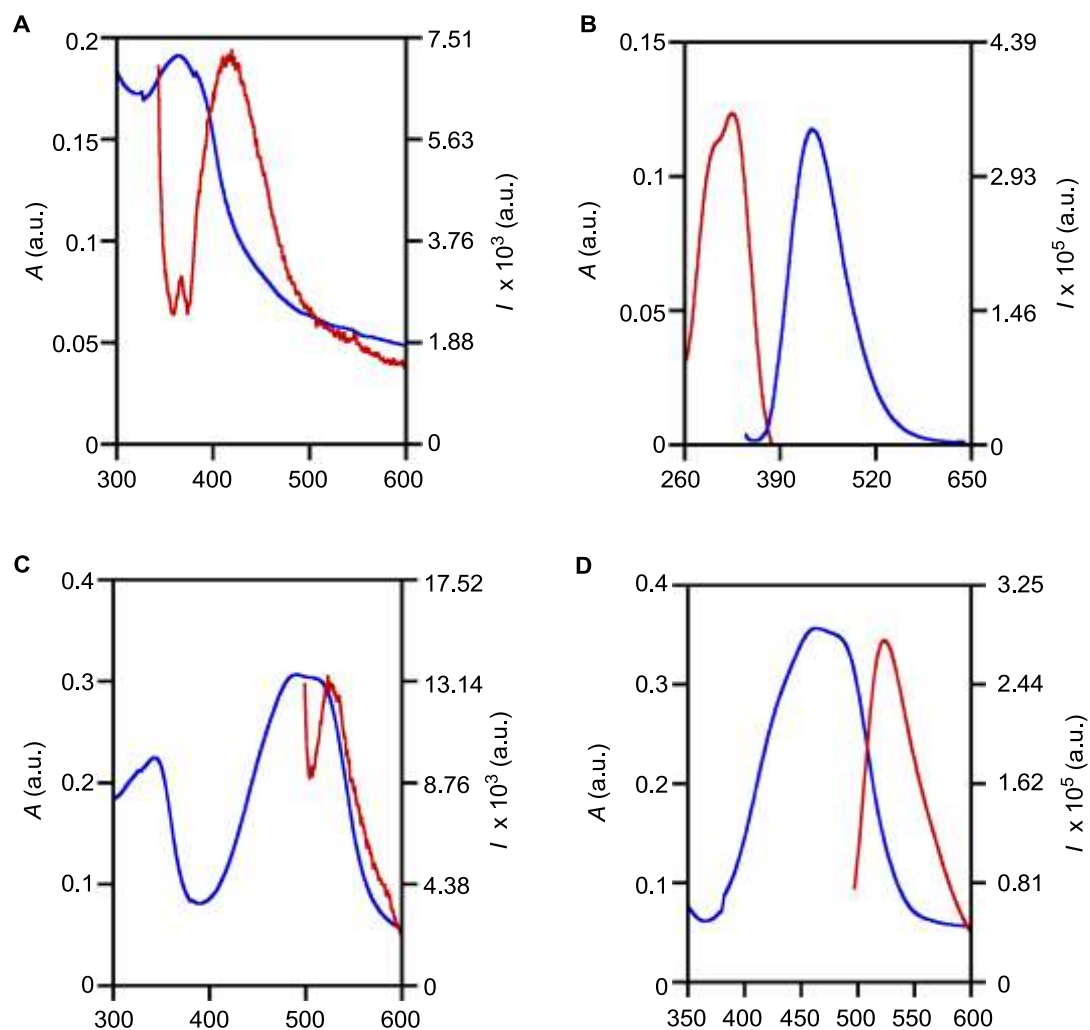 A
0.2
0.15
0.1
0.05
0
A (a.u.)
7.51
5.63
3.76
1.88
0
I x 10³ (a.u.)
300 400 500 600
B
0.15
0.1
0.05
0
A (a.u.)
4.39
2.93
1.46
0
I x 10⁵ (a.u.)
260 390 520 650
C
0.4
0.3
0.2
0.1
0
A (a.u.)
17.52
13.14
8.76
4.38
0
I x 10³ (a.u.)
300 400 500 600
D
0.4
0.3
0.2
0.1
0
A (a.u.)
3.25
2.44
1.62
0.81
0
I x 10⁵ (a.u.)
350 400 450 500 550 600